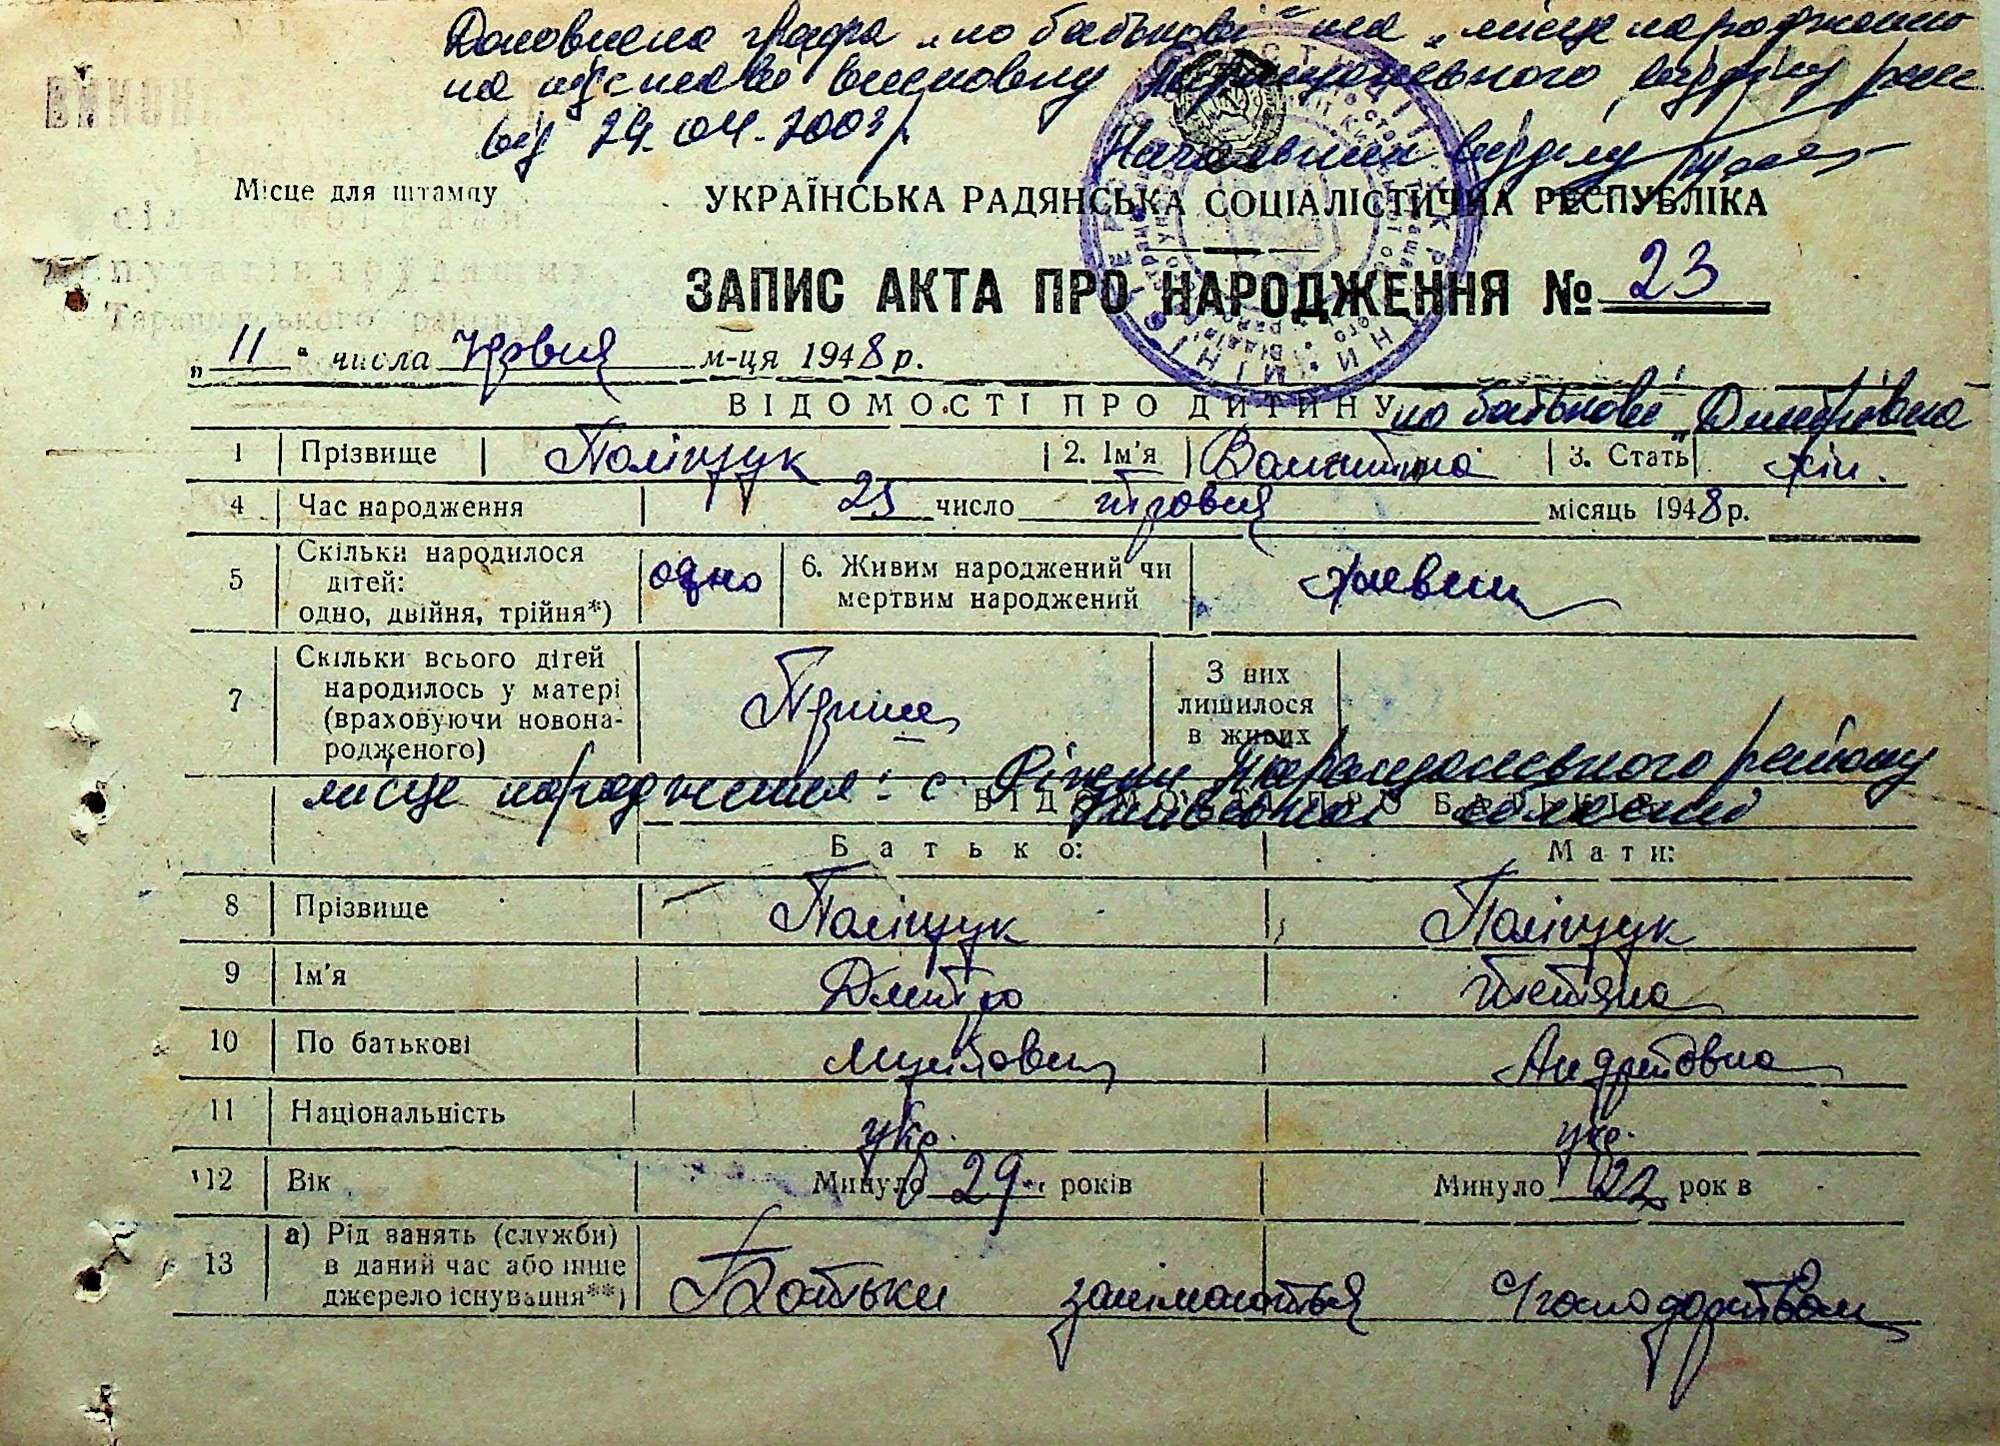 Доповнена графа „по батькові“ та „місце народження
на підставі висновку Таращанського відділу рагс
від 24.04.2003 р.
Начальник відділу
Місце для штампу
УКРАЇНСЬКА РАДЯНСЬКА СОЦІАЛІСТИЧНА РЕСПУБЛІКА
ЗАПИС АКТА ПРО НАРОДЖЕННЯ № 23
„ 11 “ числа Червня м-ця 1948 р.
ВІДОМОСТІ ПРО ДИТИНУ по батькові „Дмитрівна
1 Прізвище Поліщук 2. Ім'я Валентина 3. Стать жін.
4 Час народження 25 число місяць 1948 р.
5 Скільки народилося дітей: одно, двійня, трійня*) одно 6. Живим народжений чи мертвим народжений Живим
7 Скільки всього дітей народилось у матері (враховуючи новонародженого) Перше З них лишилося в живих
місце народження: с. Ріжки Таращанського району
Київської області
ВІДОМОСТІ ПРО БАТЬКІВ
Батько: Мати:
8 Прізвище Поліщук Поліщук
9 Ім'я Дмитро Тетяна
10 По батькові Андріївна
11 Національність укр. укр.
12 Вік Минуло 29 років Минуло 22 рок в
13 а) Рід занять (служби) в даний час або інше джерело існування**) Батьки займаються господарством